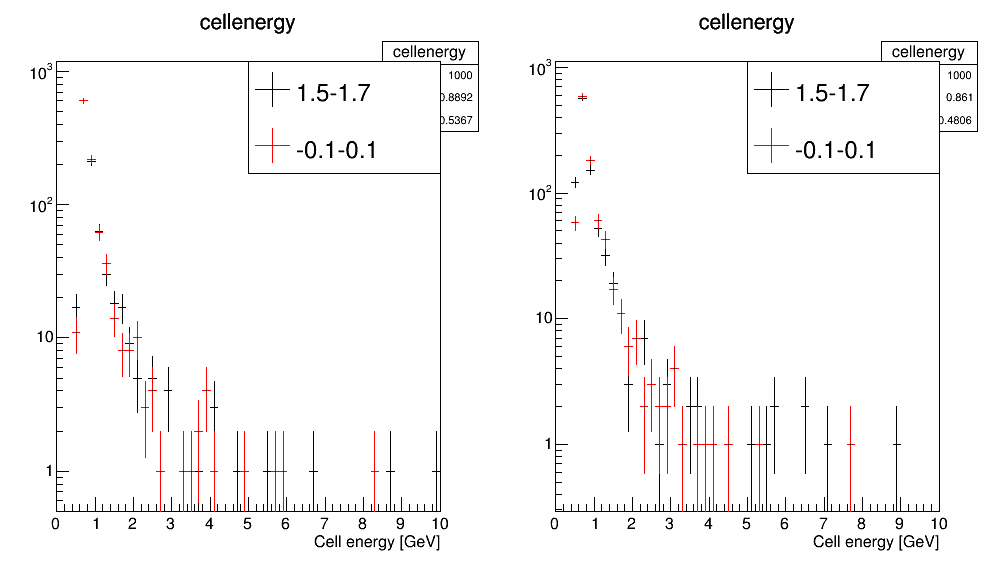 cellenergy
cellenergy
1000
0.8892
0.5367
1.5-1.7
-0.1-0.1
10³
10²
10
1
0 1 2 3 4 5 6 7 8 9 10
Cell energy [GeV]
cellenergy
cellenergy
1000
0.861
0.4806
1.5-1.7
-0.1-0.1
10³
10²
10
1
0 1 2 3 4 5 6 7 8 9 10
Cell energy [GeV]